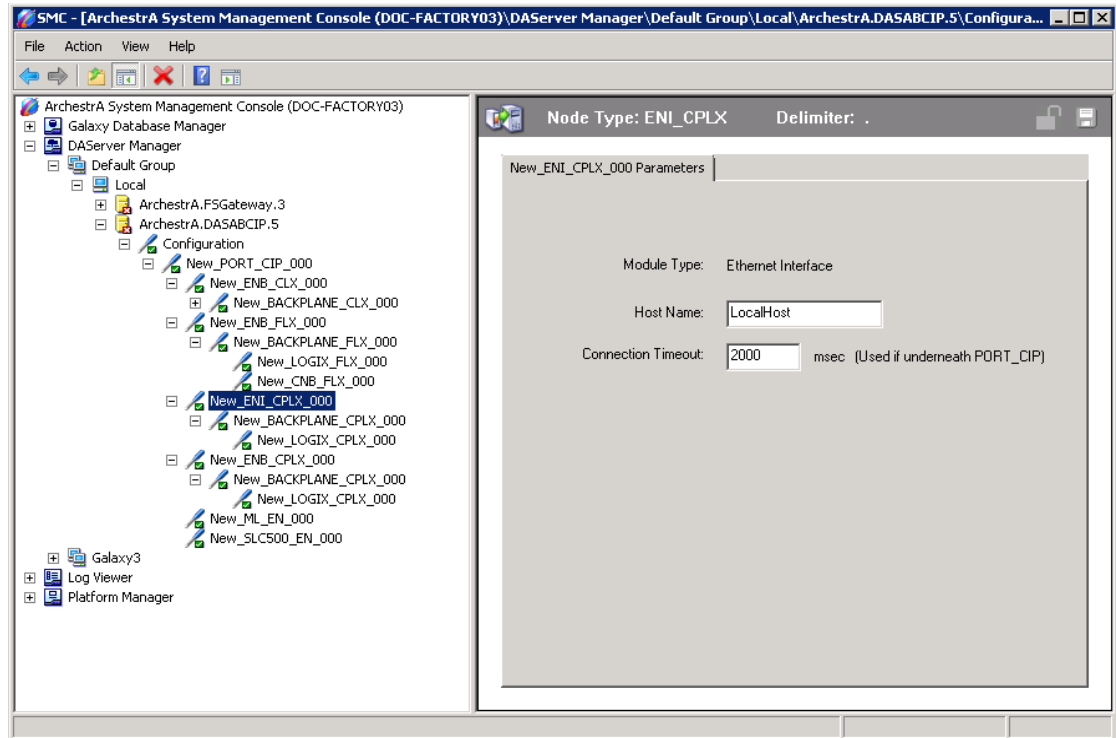 SMC - [ArchestrA System Management Console (DOC-FACTORY03)\DAServer Manager\Default Group\Local\ArchestrA.DASABCIP.5\Configura...
File Action View Help
ArchestrA System Management Console (DOC-FACTORY03)
Galaxy Database Manager
DAServer Manager
Default Group
Local
ArchestrA.FSGateway.3
ArchestrA.DASABCIP.5
Configuration
New_PORT_CIP_000
New_ENB_CLX_000
New_BACKPLANE_CLX_000
New_ENB_FLX_000
New_BACKPLANE_FLX_000
New_LOGIX_FLX_000
New_CNB_FLX_000
New_ENI_CPLX_000
New_BACKPLANE_CPLX_000
New_LOGIX_CPLX_000
New_ENB_CPLX_000
New_BACKPLANE_CPLX_000
New_LOGIX_CPLX_000
New_ML_EN_000
New_SLC500_EN_000
Galaxy3
Log Viewer
Platform Manager
Node Type: ENI_CPLX Delimiter: .
New_ENI_CPLX_000 Parameters
Module Type: Ethernet Interface
Host Name: LocalHost
Connection Timeout: 2000 msec (Used if underneath PORT_CIP)